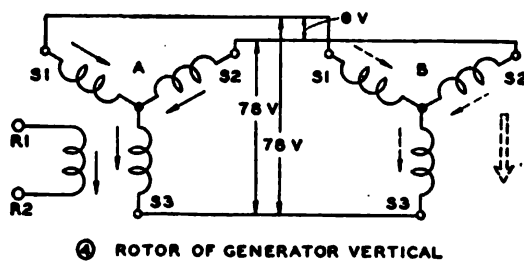 0 V
S1 A S2 S1 B S2
78 V
78 V
R1
R2
S3 S3
④ ROTOR OF GENERATOR VERTICAL